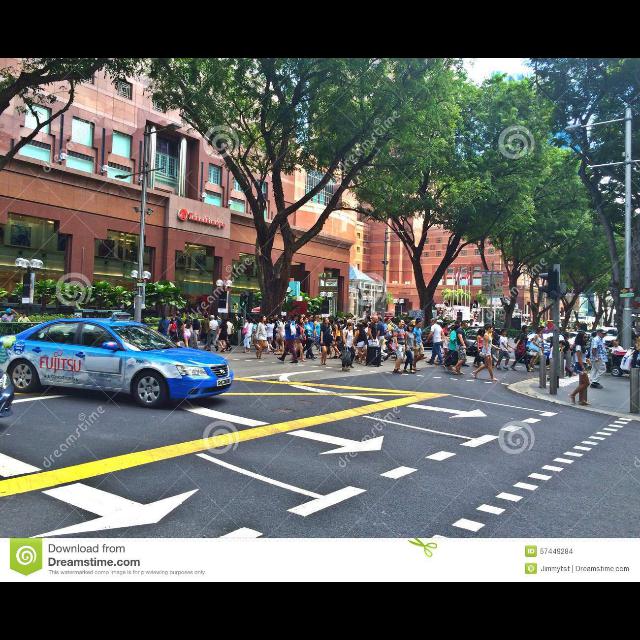 FUJITSU
dreamstime
Download from
Dreamstime.com
This watermarked comp image is for previewing purposes only.
57449284
Jimmytst | Dreamstime.com